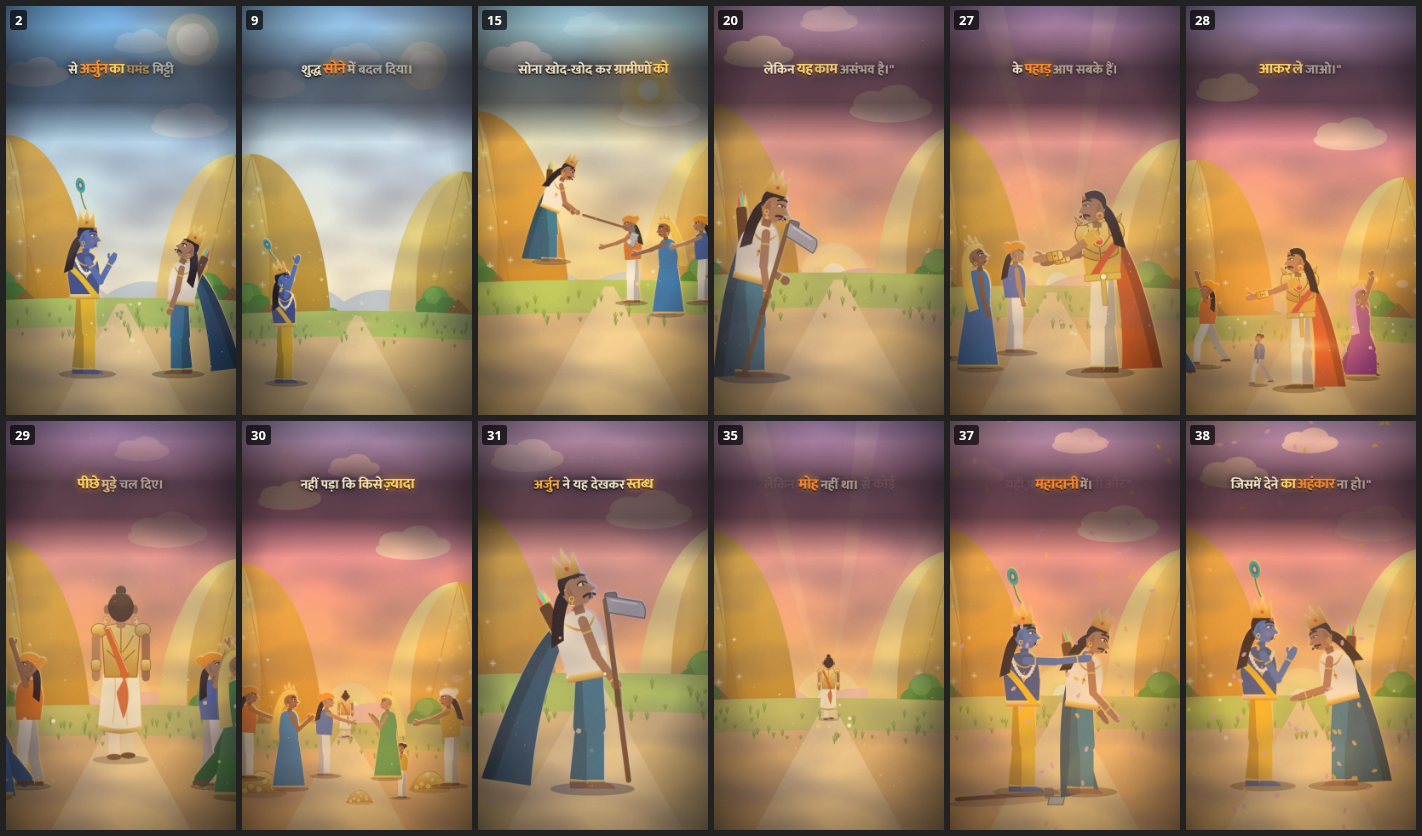 2
से अर्जुन का घमंड मिट्टी
9
शुद्ध सोने में बदल दिया।
15
सोना खोद-खोद कर ग्रामीणों को
20
लेकिन यह काम असंभव है।"
27
के पहाड़ आप सबके हैं।
28
आकर ले जाओ।"
29
पीछे मुड़े चल दिए।
30
नहीं पड़ा कि किसे ज़्यादा
31
अर्जुन ने यह देखकर स्तब्ध
35
लेकिन मोह नहीं था। से कोई
37
महादानी में।
38
जिसमें देने का अहंकार ना हो।"